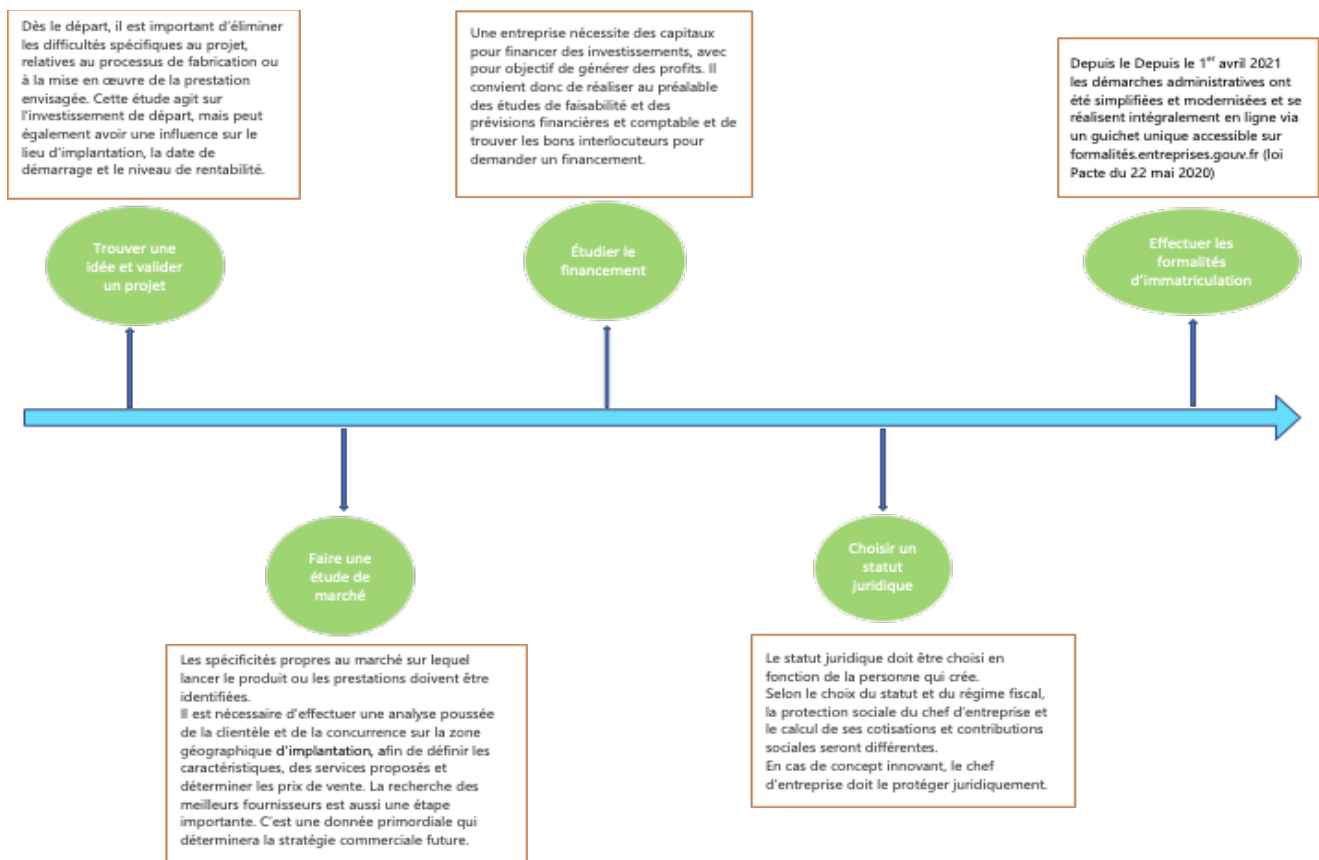 Dès le départ, il est important d'éliminer
les difficultés spécifiques au projet,
relatives au processus de fabrication ou
à la mise en œuvre de la prestation
envisagée. Cette étude agit sur
l'investissement de départ, mais peut
également avoir une influence sur le
lieu d'implantation, la date de
démarrage et le niveau de rentabilité.
Trouver une
idée et valider
un projet
Une entreprise nécessite des capitaux
pour financer des investissements, avec
pour objectif de générer des profits. Il
convient donc de réaliser au préalable
des études de faisabilité et des
prévisions financières et comptable et de
trouver les bons interlocuteurs pour
demander un financement.
Étudier le
financement
Depuis le Depuis le 1er avril 2021
les démarches administratives ont
été simplifiées et modernisées et se
réalisent intégralement en ligne via
un guichet unique accessible sur
formalités.entreprises.gouv.fr (loi
Pacte du 22 mai 2020)
Effectuer les
formalités
d'immatriculation
Faire une
étude de
marché
Les spécificités propres au marché sur lequel
lancer le produit ou les prestations doivent être
identifiées.
Il est nécessaire d'effectuer une analyse poussée
de la clientèle et de la concurrence sur la zone
géographique d'implantation, afin de définir les
caractéristiques, des services proposés et
déterminer les prix de vente. La recherche des
meilleurs fournisseurs est aussi une étape
importante. C'est une donnée primordiale qui
déterminera la stratégie commerciale future.
Choisir un
statut
juridique
Le statut juridique doit être choisi en
fonction de la personne qui crée.
Selon le choix du statut et du régime fiscal,
la protection sociale du chef d'entreprise et
le calcul de ses cotisations et contributions
sociales seront différentes.
En cas de concept innovant, le chef
d'entreprise doit le protéger juridiquement.